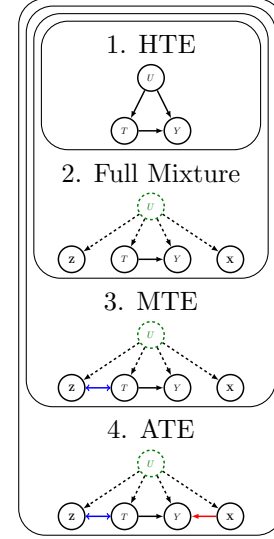 1. HTE
U
T Y
2. Full Mixture
U
Z T Y X
3. MTE
U
Z T Y X
4. ATE
U
Z T Y X